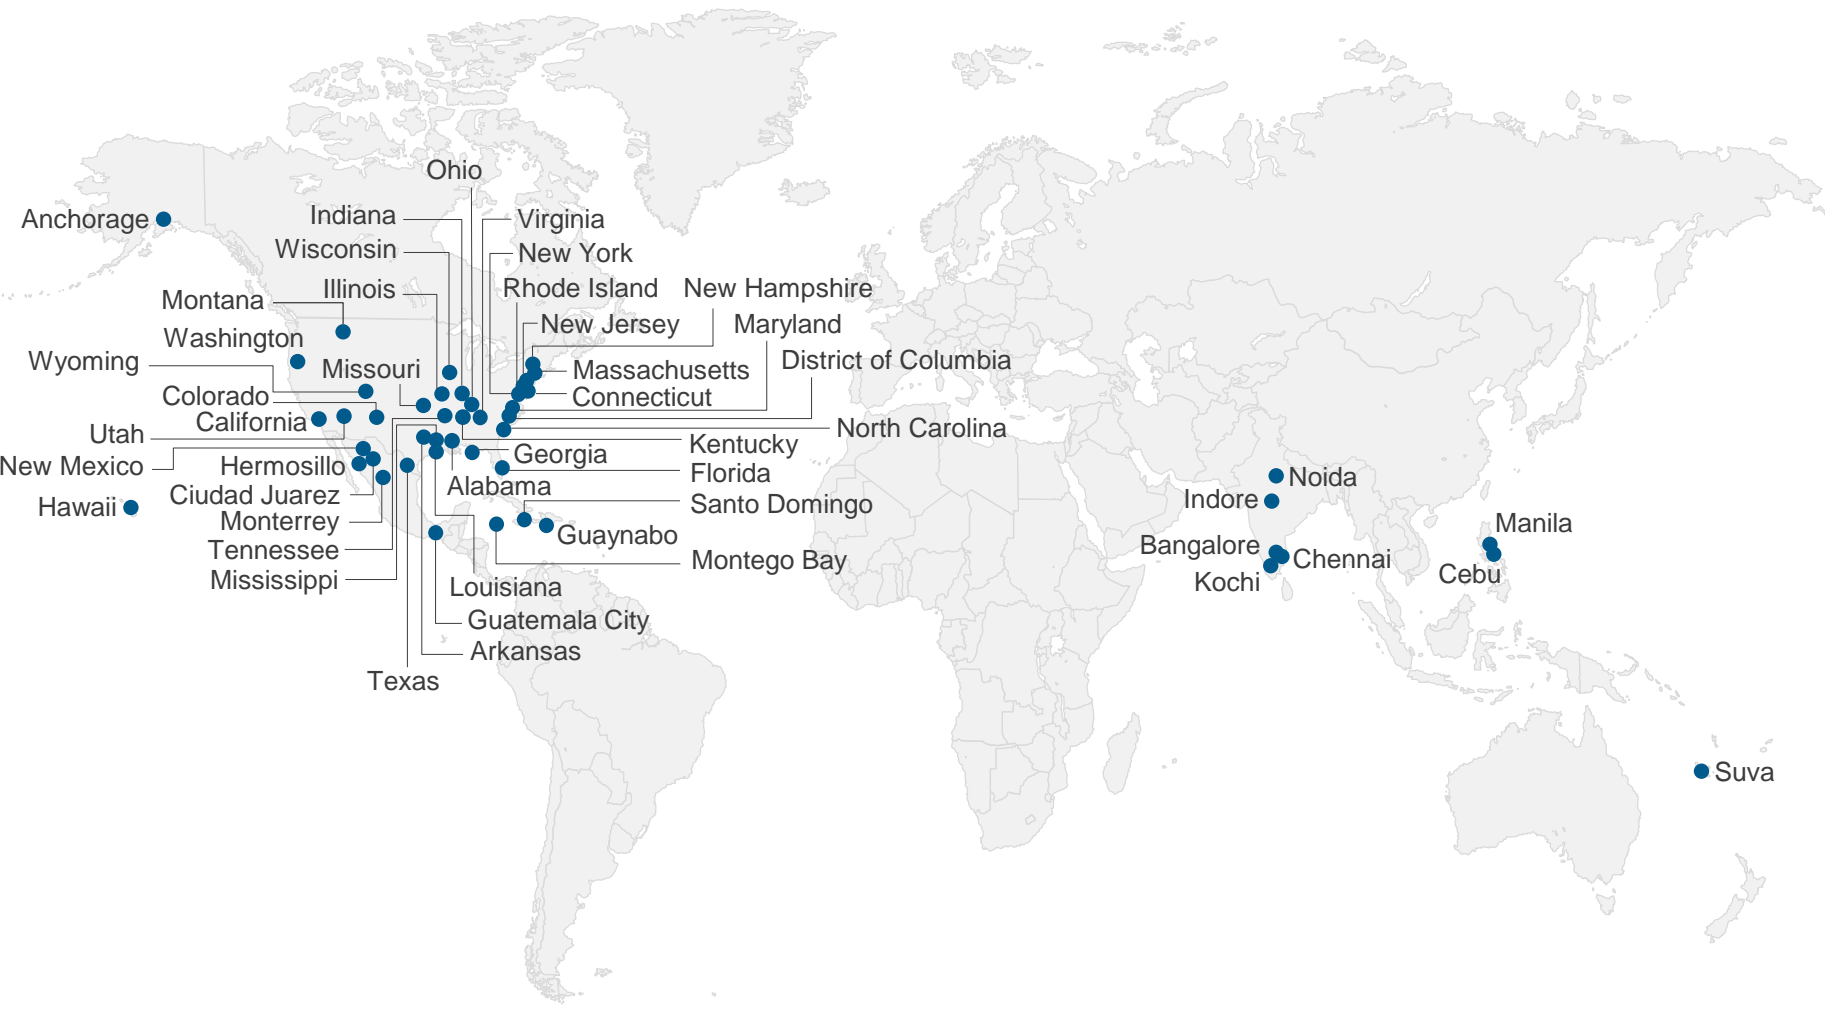 Ohio
Anchorage
Indiana
Virginia
Wisconsin
New York
Illinois
Rhode Island
New Hampshire
Montana
New Jersey
Maryland
Washington
Wyoming
Missouri
District of Columbia
Massachusetts
Colorado
Connecticut
California
Utah
North Carolina
Kentucky
New Mexico
Hermosillo
Georgia
Florida
Noida
Ciudad Juarez
Alabama
Indore
Hawaii
Santo Domingo
Monterrey
Manila
Guaynabo
Tennessee
Bangalore
Montego Bay
Chennai
Cebu
Mississippi
Kochi
Louisiana
Guatemala City
Arkansas
Texas
Suva